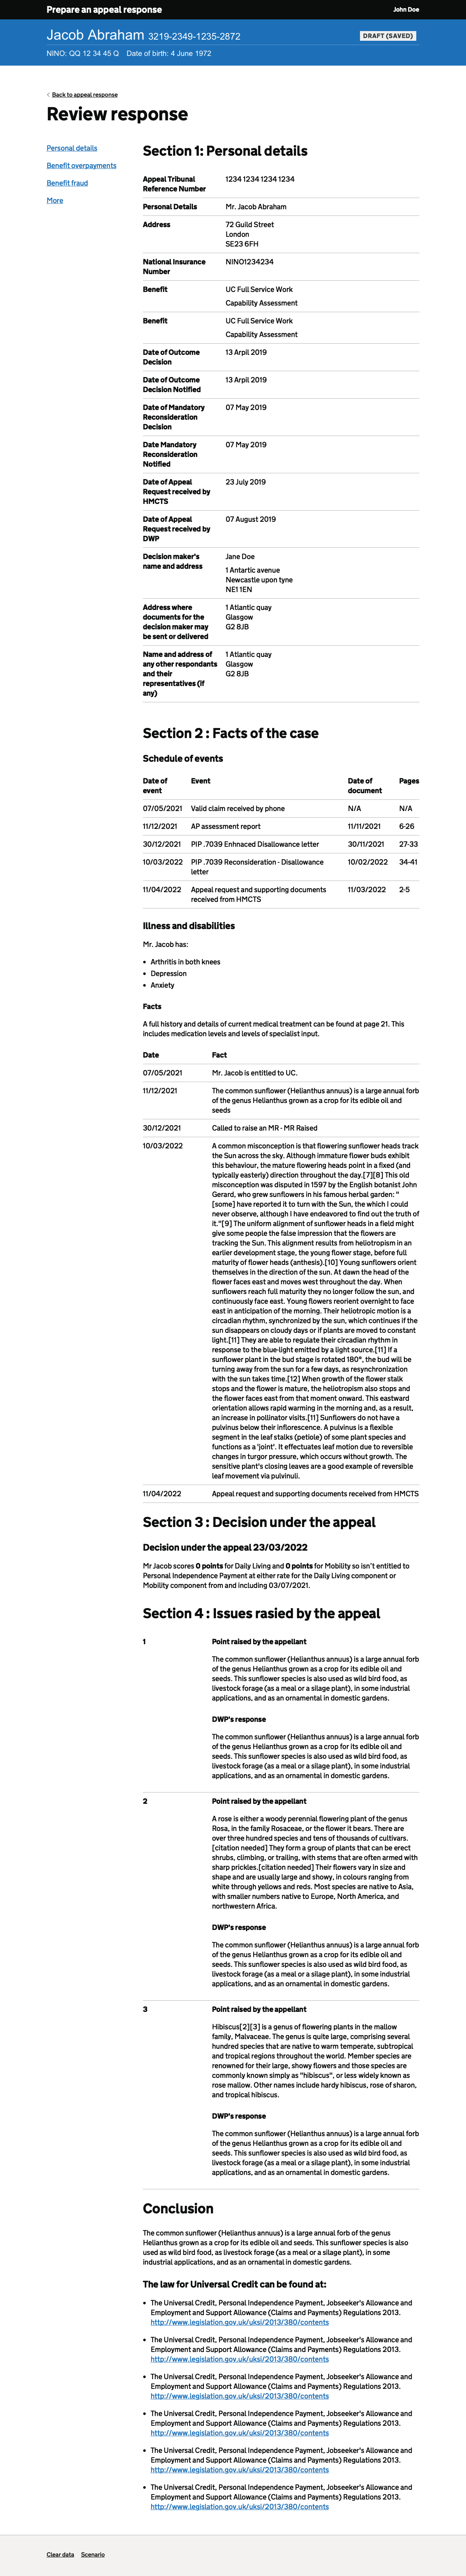 Prepare an appeal response
John Doe
Jacob Abraham 3219-2349-1235-2872
DRAFT (SAVED)
NINO: QQ 12 34 45 Q Date of birth: 4 June 1972
Back to appeal response
Review response
Personal details
Benefit overpayments
Benefit fraud
More
Section 1: Personal details
Appeal Tribunal
Reference Number
1234 1234 1234 1234
Personal Details
Mr. Jacob Abraham
Address
72 Guild Street
London
SE23 6FH
National Insurance
Number
NINO1234234
Benefit
UC Full Service Work
Capability Assessment
Benefit
UC Full Service Work
Capability Assessment
Date of Outcome
Decision
13 Arpil 2019
Date of Outcome
Decision Notified
13 Arpil 2019
Date of Mandatory
Reconsideration
Decision
07 May 2019
Date Mandatory
Reconsideration
Notified
07 May 2019
Date of Appeal
Request received by
HMCTS
23 July 2019
Date of Appeal
Request received by
DWP
07 August 2019
Decision maker's
name and address
Jane Doe
1 Antartic avenue
Newcastle upon tyne
NE1 1EN
Address where
documents for the
decision maker may
be sent or delivered
1 Atlantic quay
Glasgow
G2 8JB
Name and address of
any other respondants
and their
representatives (if
any)
1 Atlantic quay
Glasgow
G2 8JB
Section 2 : Facts of the case
Schedule of events
Date of
event
Event
Date of
document
Pages
07/05/2021 Valid claim received by phone N/A N/A
11/12/2021 AP assessment report 11/11/2021 6-26
30/12/2021 PIP .7039 Enhnaced Disallowance letter 30/11/2021 27-33
10/03/2022 PIP .7039 Reconsideration - Disallowance
letter
10/02/2022 34-41
11/04/2022 Appeal request and supporting documents
received from HMCTS
11/03/2022 2-5
Illness and disabilities
Mr. Jacob has:
• Arthritis in both knees
• Depression
• Anxiety
Facts
A full history and details of current medical treatment can be found at page 21. This
includes medication levels and levels of specialist input.
Date Fact
07/05/2021 Mr. Jacob is entitled to UC.
11/12/2021 The common sunflower (Helianthus annuus) is a large annual forb
of the genus Helianthus grown as a crop for its edible oil and
seeds
30/12/2021 Called to raise an MR - MR Raised
10/03/2022 A common misconception is that flowering sunflower heads track
the Sun across the sky. Although immature flower buds exhibit
this behaviour, the mature flowering heads point in a fixed (and
typically easterly) direction throughout the day.[7][8] This old
misconception was disputed in 1597 by the English botanist John
Gerard, who grew sunflowers in his famous herbal garden: "
[some] have reported it to turn with the Sun, the which I could
never observe, although I have endeavored to find out the truth of
it."[9] The uniform alignment of sunflower heads in a field might
give some people the false impression that the flowers are
tracking the Sun. This alignment results from heliotropism in an
earlier development stage, the young flower stage, before full
maturity of flower heads (anthesis).[10] Young sunflowers orient
themselves in the direction of the sun. At dawn the head of the
flower faces east and moves west throughout the day. When
sunflowers reach full maturity they no longer follow the sun, and
continuously face east. Young flowers reorient overnight to face
east in anticipation of the morning. Their heliotropic motion is a
circadian rhythm, synchronized by the sun, which continues if the
sun disappears on cloudy days or if plants are moved to constant
light.[11] They are able to regulate their circadian rhythm in
response to the blue-light emitted by a light source.[11] If a
sunflower plant in the bud stage is rotated 180°, the bud will be
turning away from the sun for a few days, as resynchronization
with the sun takes time.[12] When growth of the flower stalk
stops and the flower is mature, the heliotropism also stops and
the flower faces east from that moment onward. This eastward
orientation allows rapid warming in the morning and, as a result,
an increase in pollinator visits.[11] Sunflowers do not have a
pulvinus below their inflorescence. A pulvinus is a flexible
segment in the leaf stalks (petiole) of some plant species and
functions as a 'joint'. It effectuates leaf motion due to reversible
changes in turgor pressure, which occurs without growth. The
sensitive plant's closing leaves are a good example of reversible
leaf movement via pulvinuli.
11/04/2022 Appeal request and supporting documents received from HMCTS
Section 3 : Decision under the appeal
Decision under the appeal 23/03/2022
Mr Jacob scores 0 points for Daily Living and 0 points for Mobility so isn't entitled to
Personal Independence Payment at either rate for the Daily Living component or
Mobility component from and including 03/07/2021.
Section 4 : Issues rasied by the appeal
1 Point raised by the appellant
The common sunflower (Helianthus annuus) is a large annual forb
of the genus Helianthus grown as a crop for its edible oil and
seeds. This sunflower species is also used as wild bird food, as
livestock forage (as a meal or a silage plant), in some industrial
applications, and as an ornamental in domestic gardens.
DWP's response
The common sunflower (Helianthus annuus) is a large annual forb
of the genus Helianthus grown as a crop for its edible oil and
seeds. This sunflower species is also used as wild bird food, as
livestock forage (as a meal or a silage plant), in some industrial
applications, and as an ornamental in domestic gardens.
2 Point raised by the appellant
A rose is either a woody perennial flowering plant of the genus
Rosa, in the family Rosaceae, or the flower it bears. There are
over three hundred species and tens of thousands of cultivars.
[citation needed] They form a group of plants that can be erect
shrubs, climbing, or trailing, with stems that are often armed with
sharp prickles.[citation needed] Their flowers vary in size and
shape and are usually large and showy, in colours ranging from
white through yellows and reds. Most species are native to Asia,
with smaller numbers native to Europe, North America, and
northwestern Africa.
DWP's response
The common sunflower (Helianthus annuus) is a large annual forb
of the genus Helianthus grown as a crop for its edible oil and
seeds. This sunflower species is also used as wild bird food, as
livestock forage (as a meal or a silage plant), in some industrial
applications, and as an ornamental in domestic gardens.
3 Point raised by the appellant
Hibiscus[2][3] is a genus of flowering plants in the mallow
family, Malvaceae. The genus is quite large, comprising several
hundred species that are native to warm temperate, subtropical
and tropical regions throughout the world. Member species are
renowned for their large, showy flowers and those species are
commonly known simply as "hibiscus", or less widely known as
rose mallow. Other names include hardy hibiscus, rose of sharon,
and tropical hibiscus.
DWP's response
The common sunflower (Helianthus annuus) is a large annual forb
of the genus Helianthus grown as a crop for its edible oil and
seeds. This sunflower species is also used as wild bird food, as
livestock forage (as a meal or a silage plant), in some industrial
applications, and as an ornamental in domestic gardens.
Conclusion
The common sunflower (Helianthus annuus) is a large annual forb of the genus
Helianthus grown as a crop for its edible oil and seeds. This sunflower species is also
used as wild bird food, as livestock forage (as a meal or a silage plant), in some
industrial applications, and as an ornamental in domestic gardens.
The law for Universal Credit can be found at:
• The Universal Credit, Personal Independence Payment, Jobseeker's Allowance and
Employment and Support Allowance (Claims and Payments) Regulations 2013.
http://www.legislation.gov.uk/uksi/2013/380/contents
• The Universal Credit, Personal Independence Payment, Jobseeker's Allowance and
Employment and Support Allowance (Claims and Payments) Regulations 2013.
http://www.legislation.gov.uk/uksi/2013/380/contents
• The Universal Credit, Personal Independence Payment, Jobseeker's Allowance and
Employment and Support Allowance (Claims and Payments) Regulations 2013.
http://www.legislation.gov.uk/uksi/2013/380/contents
• The Universal Credit, Personal Independence Payment, Jobseeker's Allowance and
Employment and Support Allowance (Claims and Payments) Regulations 2013.
http://www.legislation.gov.uk/uksi/2013/380/contents
• The Universal Credit, Personal Independence Payment, Jobseeker's Allowance and
Employment and Support Allowance (Claims and Payments) Regulations 2013.
http://www.legislation.gov.uk/uksi/2013/380/contents
• The Universal Credit, Personal Independence Payment, Jobseeker's Allowance and
Employment and Support Allowance (Claims and Payments) Regulations 2013.
http://www.legislation.gov.uk/uksi/2013/380/contents
Clear data Scenario